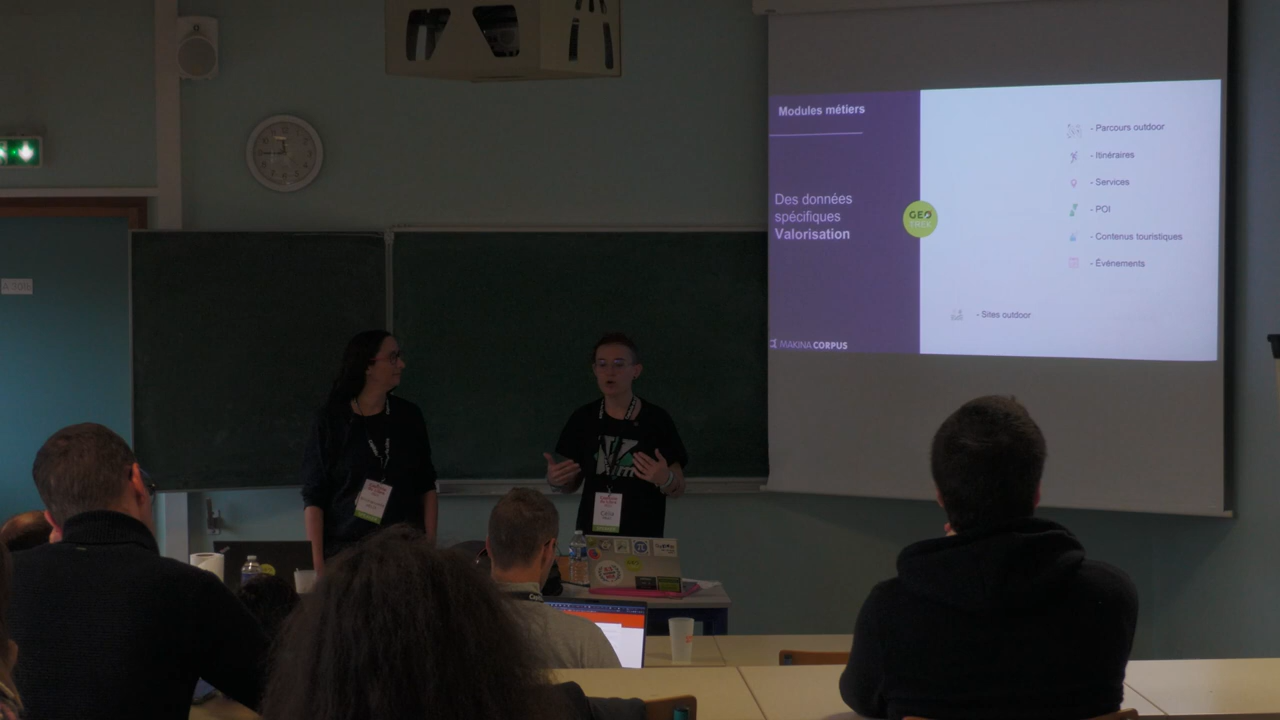 Modules métiers
Des données
spécifiques
Valorisation
GEO
TREK
- Parcours outdoor
- Itinéraires
- Services
- POI
- Contenus touristiques
- Événements
- Sites outdoor
MAKINA CORPUS